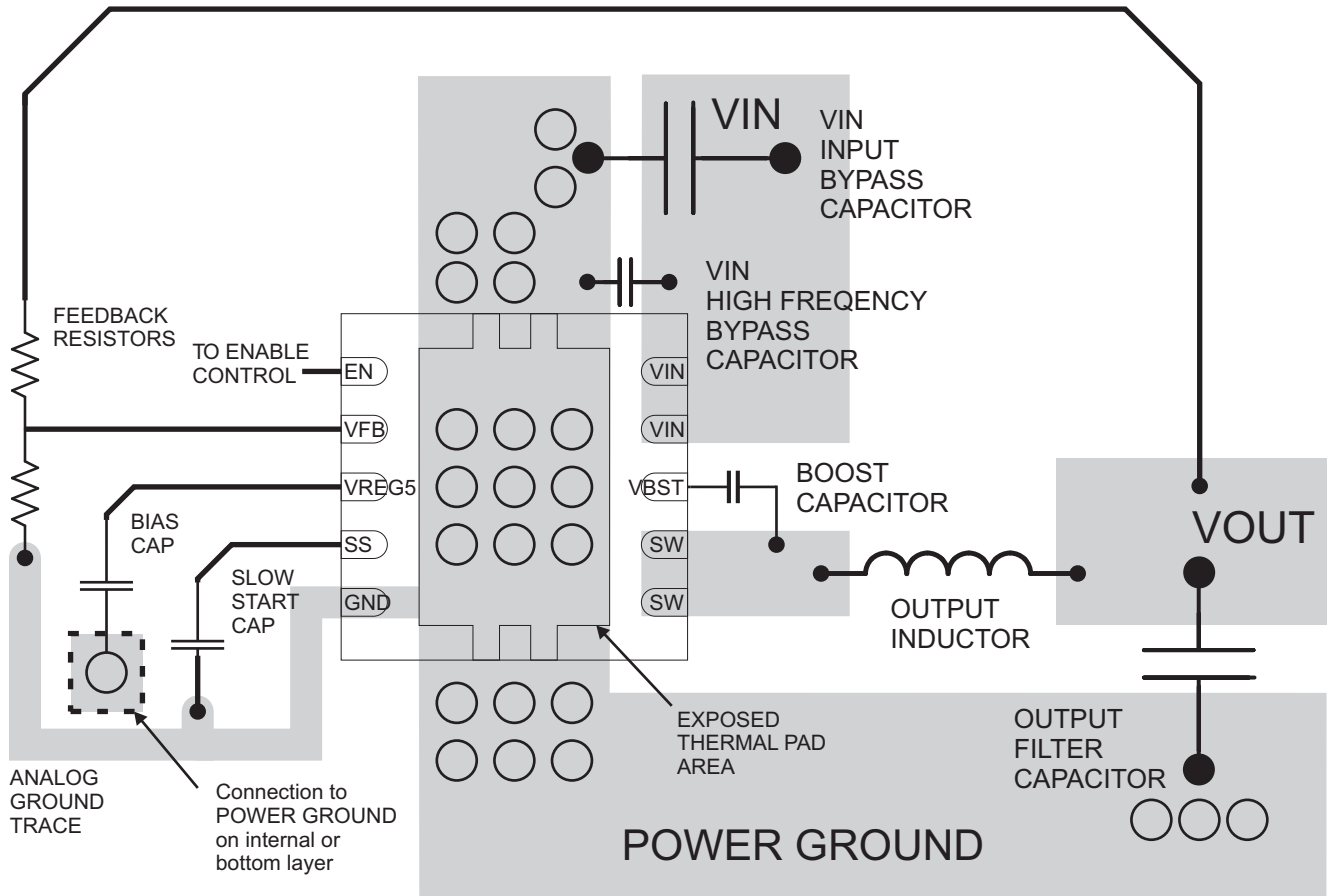 VIN
VIN
INPUT
BYPASS
CAPACITOR
VIN
HIGH FREQENCY
BYPASS
CAPACITOR
FEEDBACK
RESISTORS
TO ENABLE
CONTROL
EN
VFB
VREG5
SS
GND
VIN
VIN
VBST
SW
SW
BOOST
CAPACITOR
VOUT
BIAS
CAP
SLOW
START
CAP
OUTPUT
INDUCTOR
EXPOSED
THERMAL PAD
AREA
OUTPUT
FILTER
CAPACITOR
ANALOG
GROUND
TRACE
Connection to
POWER GROUND
on internal or
bottom layer
POWER GROUND